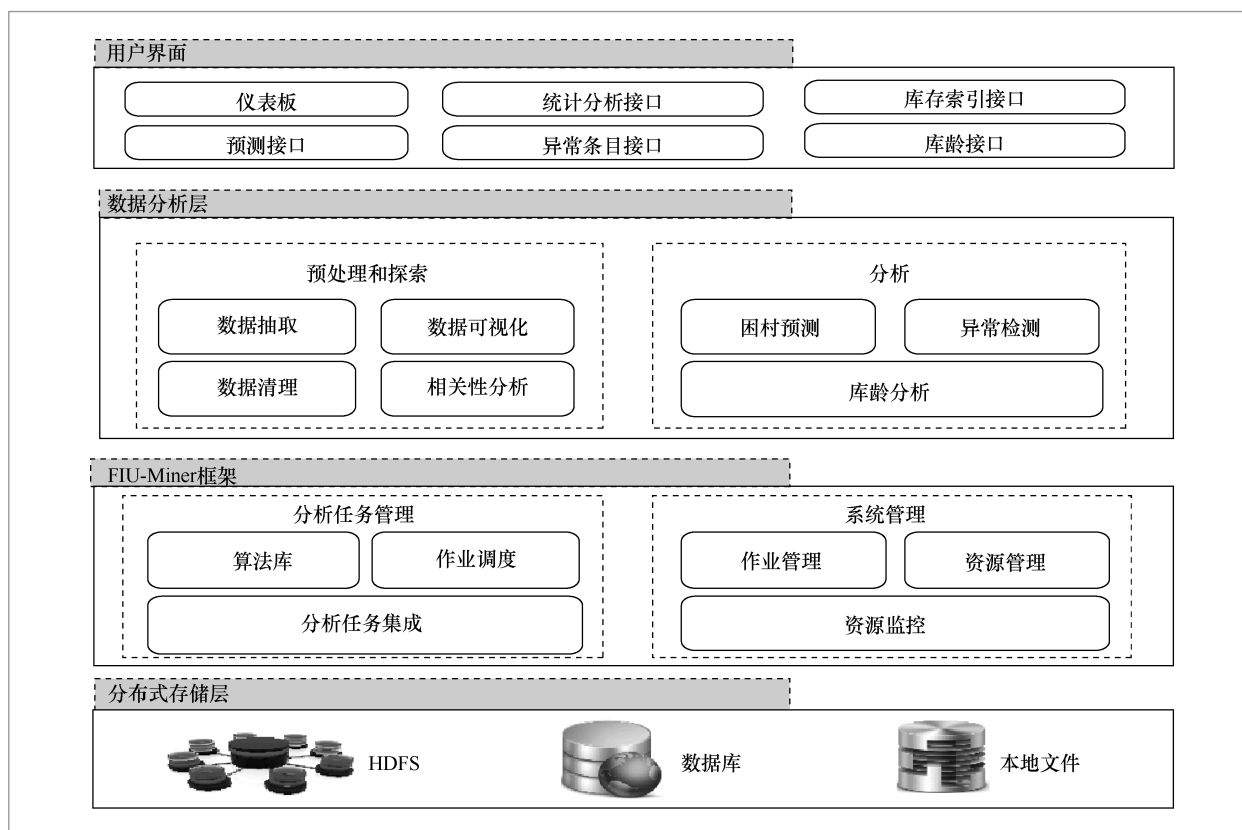 用户界面
仪表板
统计分析接口
库存索引接口
预测接口
异常条目接口
库龄接口
数据分析层
预处理和探索
数据抽取
数据可视化
数据清理
相关性分析
分析
困村预测
异常检测
库龄分析
FIU-Miner框架
分析任务管理
算法库
作业调度
分析任务集成
系统管理
作业管理
资源管理
资源监控
分布式存储层
HDFS
数据库
本地文件